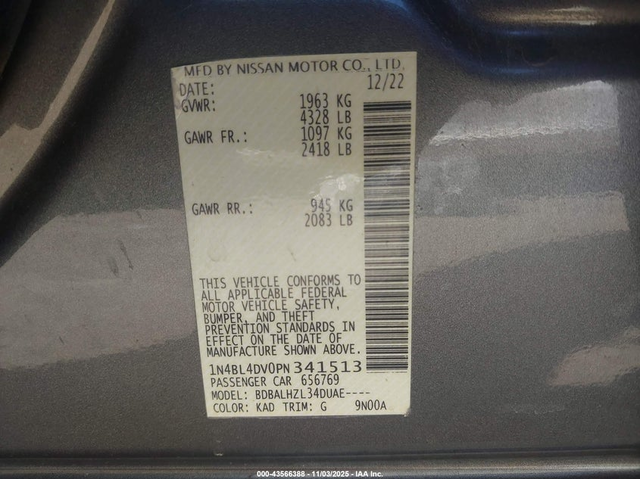 MFD BY NISSAN MOTOR CO., LTD.
DATE: 12/22
GVWR: 1963 KG
4328 LB
GAWR FR.: 1097 KG
2418 LB
GAWR RR.: 945 KG
2083 LB
THIS VEHICLE CONFORMS TO
ALL APPLICABLE FEDERAL
MOTOR VEHICLE SAFETY,
BUMPER, AND THEFT
PREVENTION STANDARDS IN
EFFECT ON THE DATE OF
MANUFACTURE SHOWN ABOVE.
1N4BL4DV0PN341513
PASSENGER CAR 656769
MODEL: BDBALHZL34DUAE----
COLOR: KAD TRIM: G 9N00A
000-43566388 - 11/03/2025 - IAA Inc.